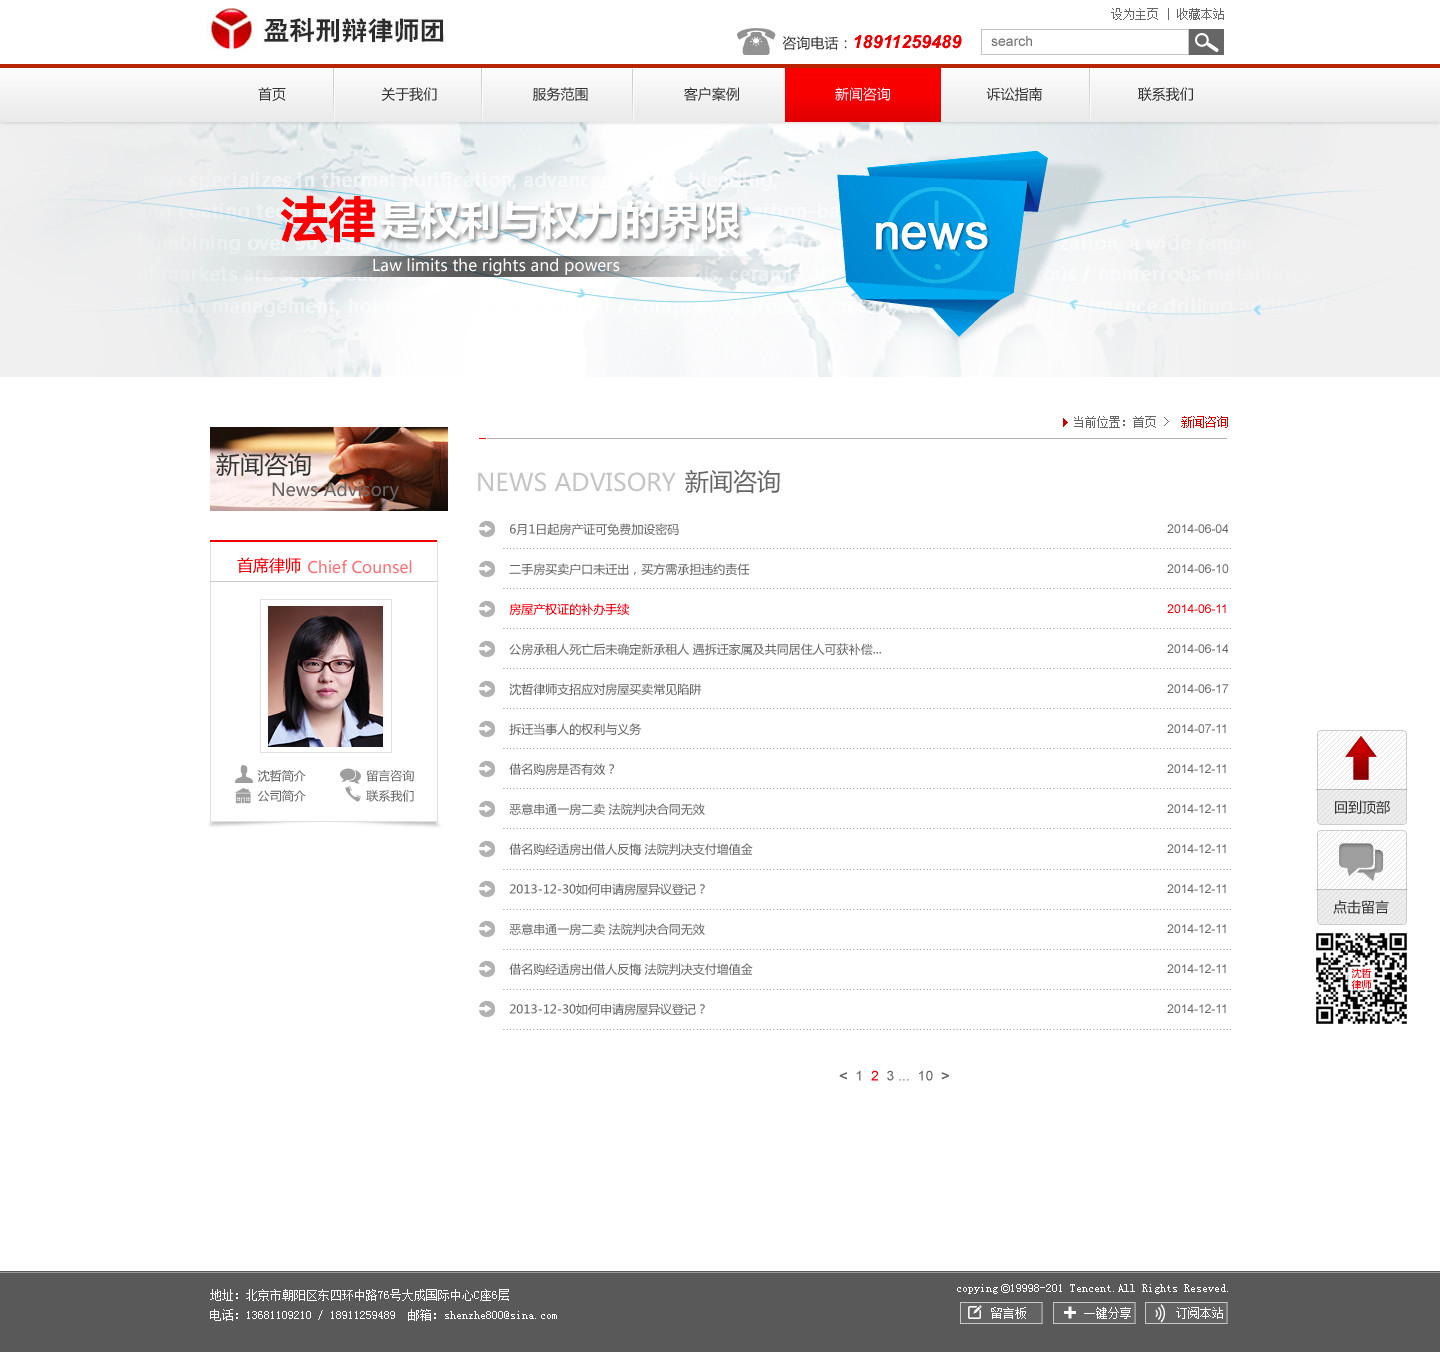 设为主页 | 收藏本站
盈科刑辩律师团
咨询电话：18911259489
search
首页 关于我们 服务范围 客户案例 新闻咨询 诉讼指南 联系我们
法律是权利与权力的界限
Law limits the rights and powers
news
当前位置：首页 > 新闻咨询
新闻咨询
News Advisory
NEWS ADVISORY 新闻咨询
首席律师 Chief Counsel
沈哲简介 留言咨询
公司简介 联系我们
6月1日起房产证可免费加设密码 2014-06-04
二手房买卖户口未迁出，买方需承担违约责任 2014-06-10
房屋产权证的补办手续 2014-06-11
公房承租人死亡后未确定新承租人 遇拆迁家属及共同居住人可获补偿... 2014-06-14
沈哲律师支招应对房屋买卖常见陷阱 2014-06-17
拆迁当事人的权利与义务 2014-07-11
借名购房是否有效？ 2014-12-11
恶意串通一房二卖 法院判决合同无效 2014-12-11
借名购经适房出借人反悔 法院判决支付增值金 2014-12-11
2013-12-30如何申请房屋异议登记？ 2014-12-11
恶意串通一房二卖 法院判决合同无效 2014-12-11
借名购经适房出借人反悔 法院判决支付增值金 2014-12-11
2013-12-30如何申请房屋异议登记？ 2014-12-11
< 1 2 3 ... 10 >
回到顶部
点击留言
沈哲
律师
地址：北京市朝阳区东四环中路76号大成国际中心C座6层
电话：13681109210 / 18911259489 邮箱：shenzhe800@sina.com
copying ©19998-201 Tencent.All Rights Reseved.
留言板 一键分享 订阅本站